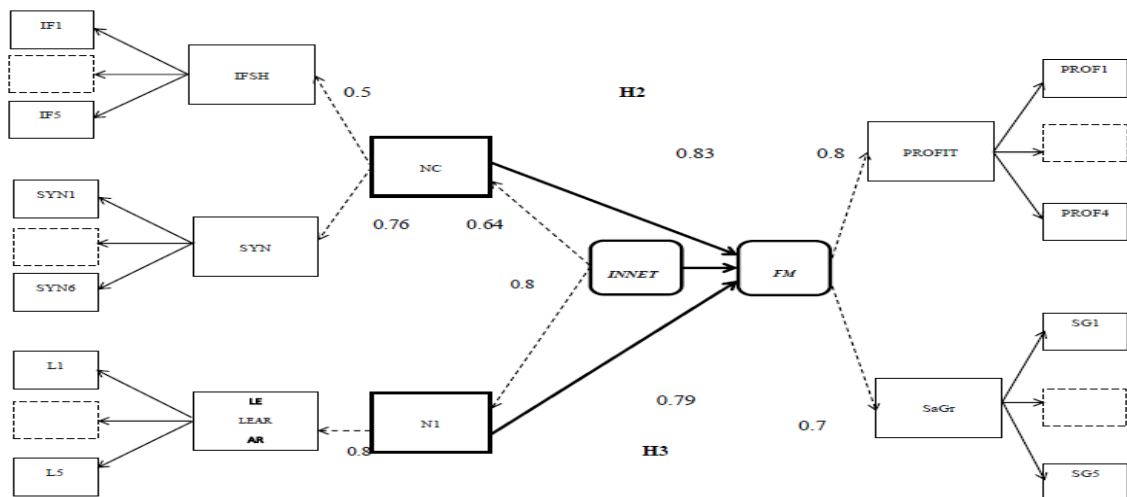 IF1
IFSH
IF5
0.5
H2
PROF1
0.83
0.8
PROFIT
NC
PROF4
SYN1
SYN
SYN6
0.76
0.64
INNET
FM
0.8
L1
LE
LEAR
AR
L5
N1
0.8
0.79
H3
0.7
SG1
SaGr
SG5